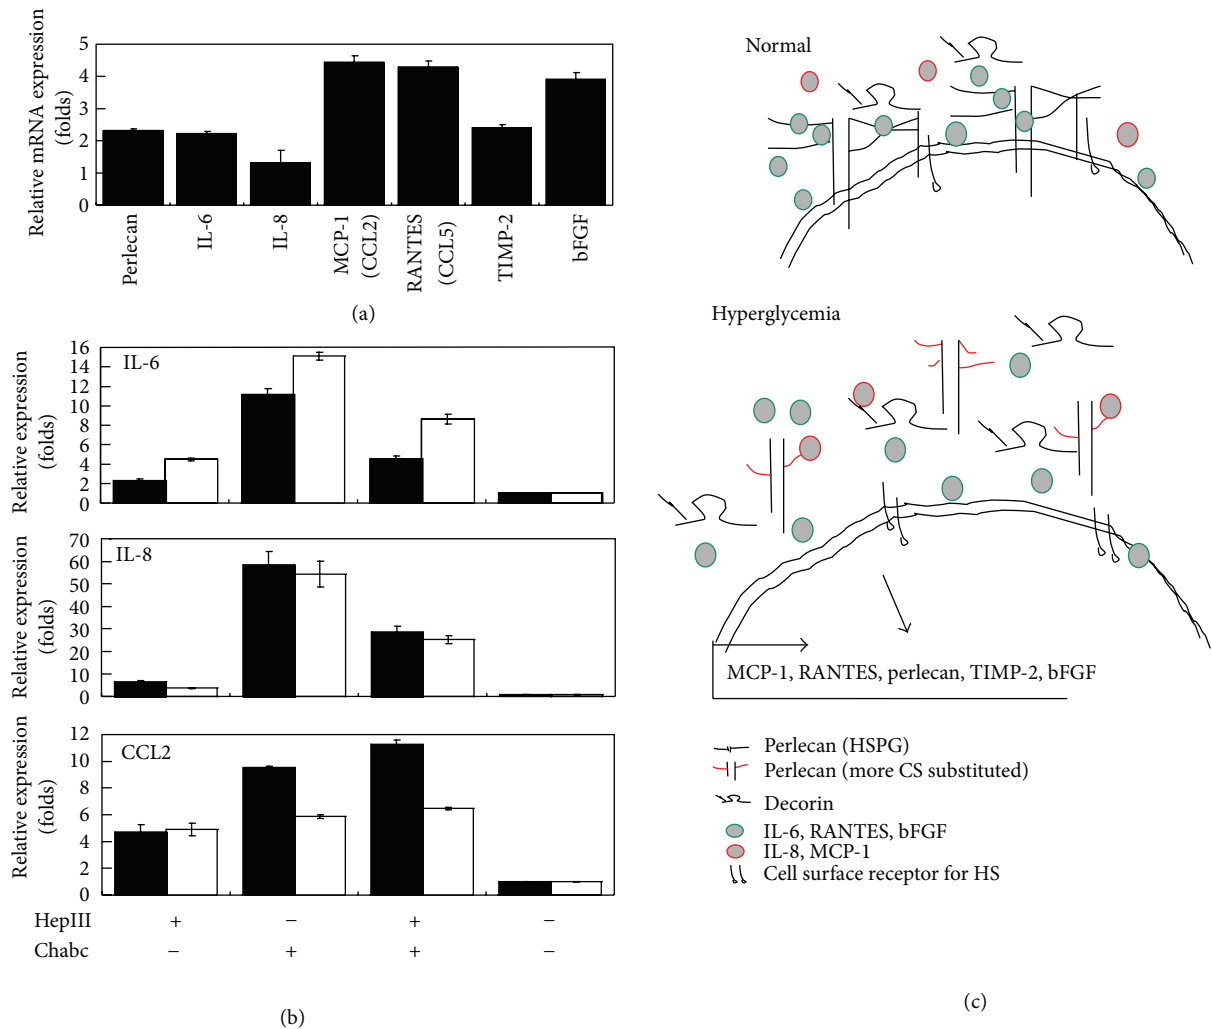 Relative mRNA expression
(folds)
5
4
3
2
1
0
Perlecan
IL-6
IL-8
MCP-1
(CCL2)
RANTES
(CCL5)
TIMP-2
bFGF
(a)
Relative expression
(folds)
16
14
12
10
8
6
4
2
0
IL-6
Relative expression
(folds)
70
60
50
40
30
20
10
0
IL-8
Relative expression
(folds)
12
10
8
6
4
2
0
CCL2
HepIII + − + −
Chabc − + + −
(b)
Normal
Hyperglycemia
MCP-1, RANTES, perlecan, TIMP-2, bFGF
Perlecan (HSPG)
Perlecan (more CS substituted)
Decorin
IL-6, RANTES, bFGF
IL-8, MCP-1
Cell surface receptor for HS
(c)